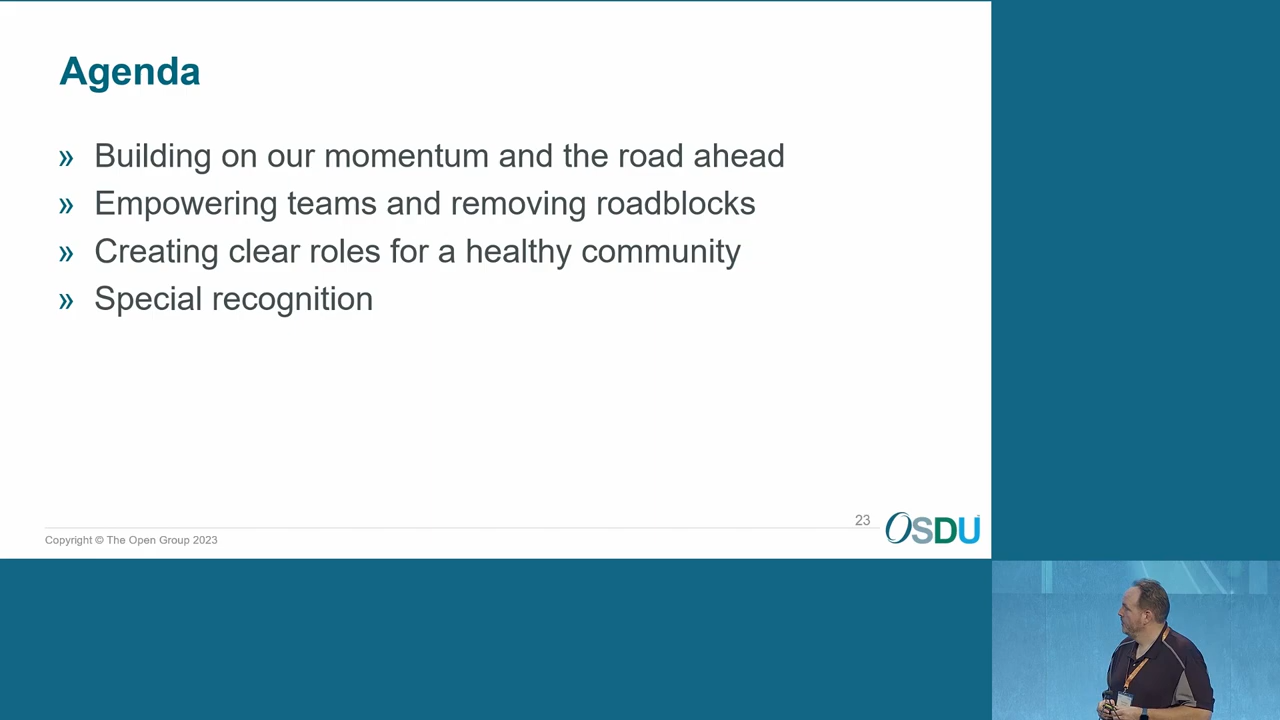 Agenda
» Building on our momentum and the road ahead
» Empowering teams and removing roadblocks
» Creating clear roles for a healthy community
» Special recognition
23
OSDU
Copyright © The Open Group 2023